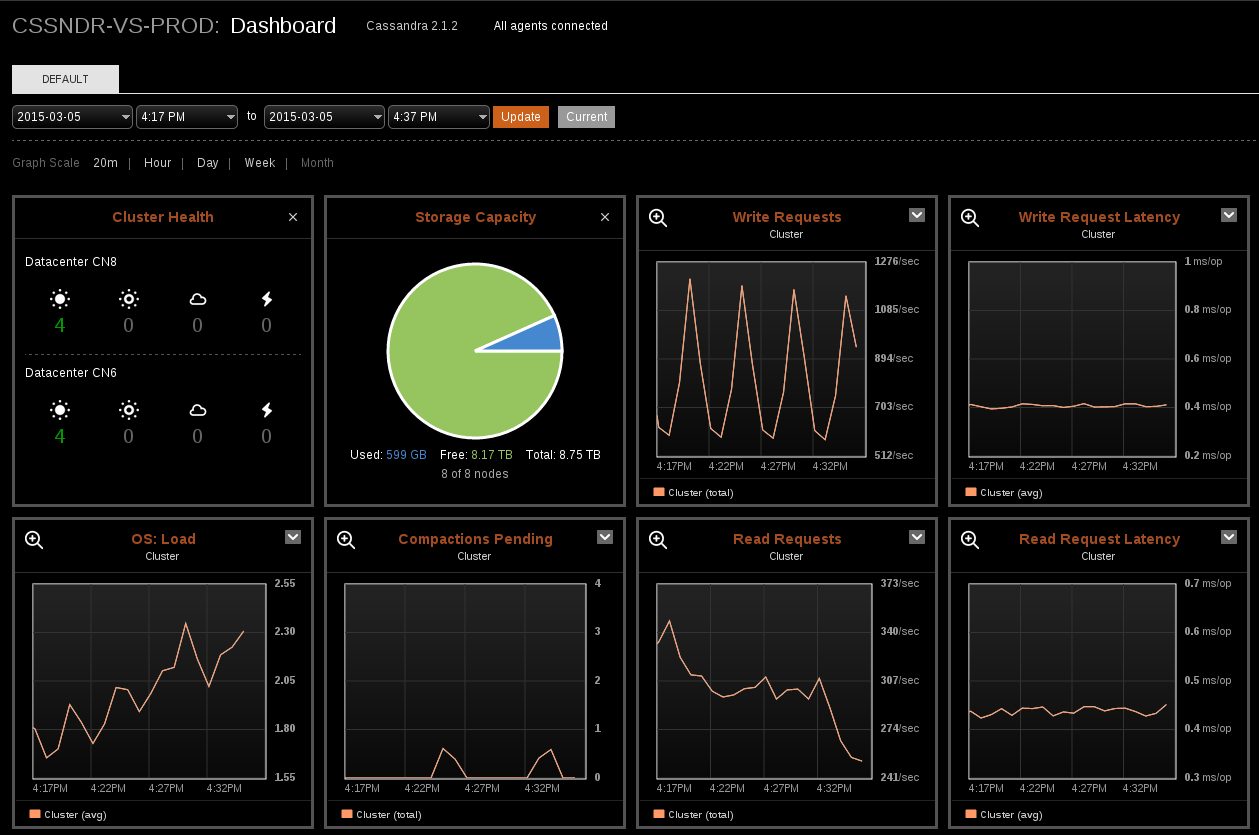 CSSNDR-VS-PROD: Dashboard Cassandra 2.1.2 All agents connected
DEFAULT
2015-03-05 4:17 PM to 2015-03-05 4:37 PM Update Current
Graph Scale 20m | Hour | Day | Week | Month
Cluster Health
Datacenter CN8
4 0 0 0
Datacenter CN6
4 0 0 0
Storage Capacity
Used: 599 GB Free: 8.17 TB Total: 8.75 TB
8 of 8 nodes
Write Requests
Cluster
1276/sec
1085/sec
894/sec
703/sec
512/sec
4:17PM 4:22PM 4:27PM 4:32PM
Cluster (total)
Write Request Latency
Cluster
1 ms/op
0.8 ms/op
0.6 ms/op
0.4 ms/op
0.2 ms/op
4:17PM 4:22PM 4:27PM 4:32PM
Cluster (avg)
OS: Load
Cluster
2.55
2.30
2.05
1.80
1.55
4:17PM 4:22PM 4:27PM 4:32PM
Cluster (avg)
Compactions Pending
Cluster
4
3
2
1
0
4:17PM 4:22PM 4:27PM 4:32PM
Cluster (total)
Read Requests
Cluster
373/sec
340/sec
307/sec
274/sec
241/sec
4:17PM 4:22PM 4:27PM 4:32PM
Cluster (total)
Read Request Latency
Cluster
0.7 ms/op
0.6 ms/op
0.5 ms/op
0.4 ms/op
0.3 ms/op
4:17PM 4:22PM 4:27PM 4:32PM
Cluster (avg)